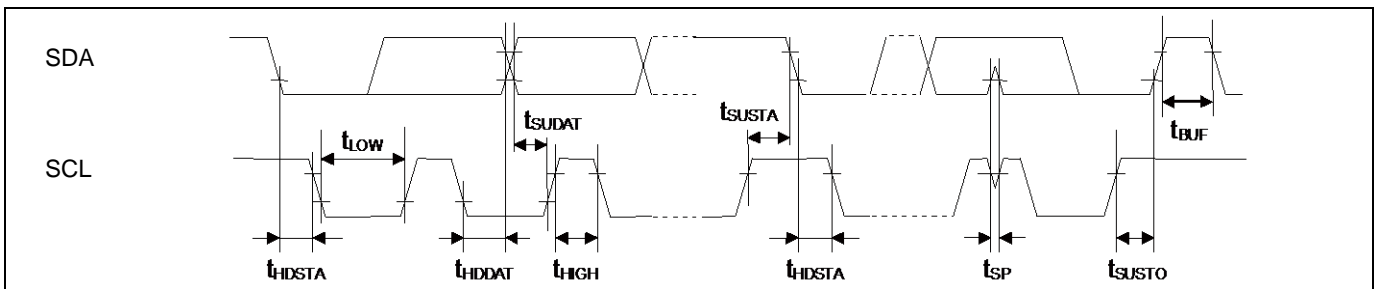 SDA
tSUSTA
tBUF
tSUDAT
tLOW
SCL
tHDSTA
tHDDAT
tHIGH
tHDSTA
tSP
tSUSTO